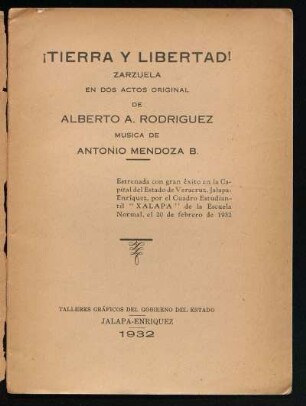 ¡TIERRA Y LIBERTAD!
ZARZUELA
EN DOS ACTOS ORIGINAL
DE
ALBERTO A. RODRIGUEZ
MUSICA DE
ANTONIO MENDOZA B.
Estrenada con gran éxito en la Ca-
pital del Estado de Veracruz, Jalapa-
Enríquez, por el Cuadro Estudian-
til "XALAPA" de la Escuela
Normal, el 20 de febrero de 1932
TALLERES GRÁFICOS DEL GOBIERNO DEL ESTADO
JALAPA-ENRIQUEZ
1932